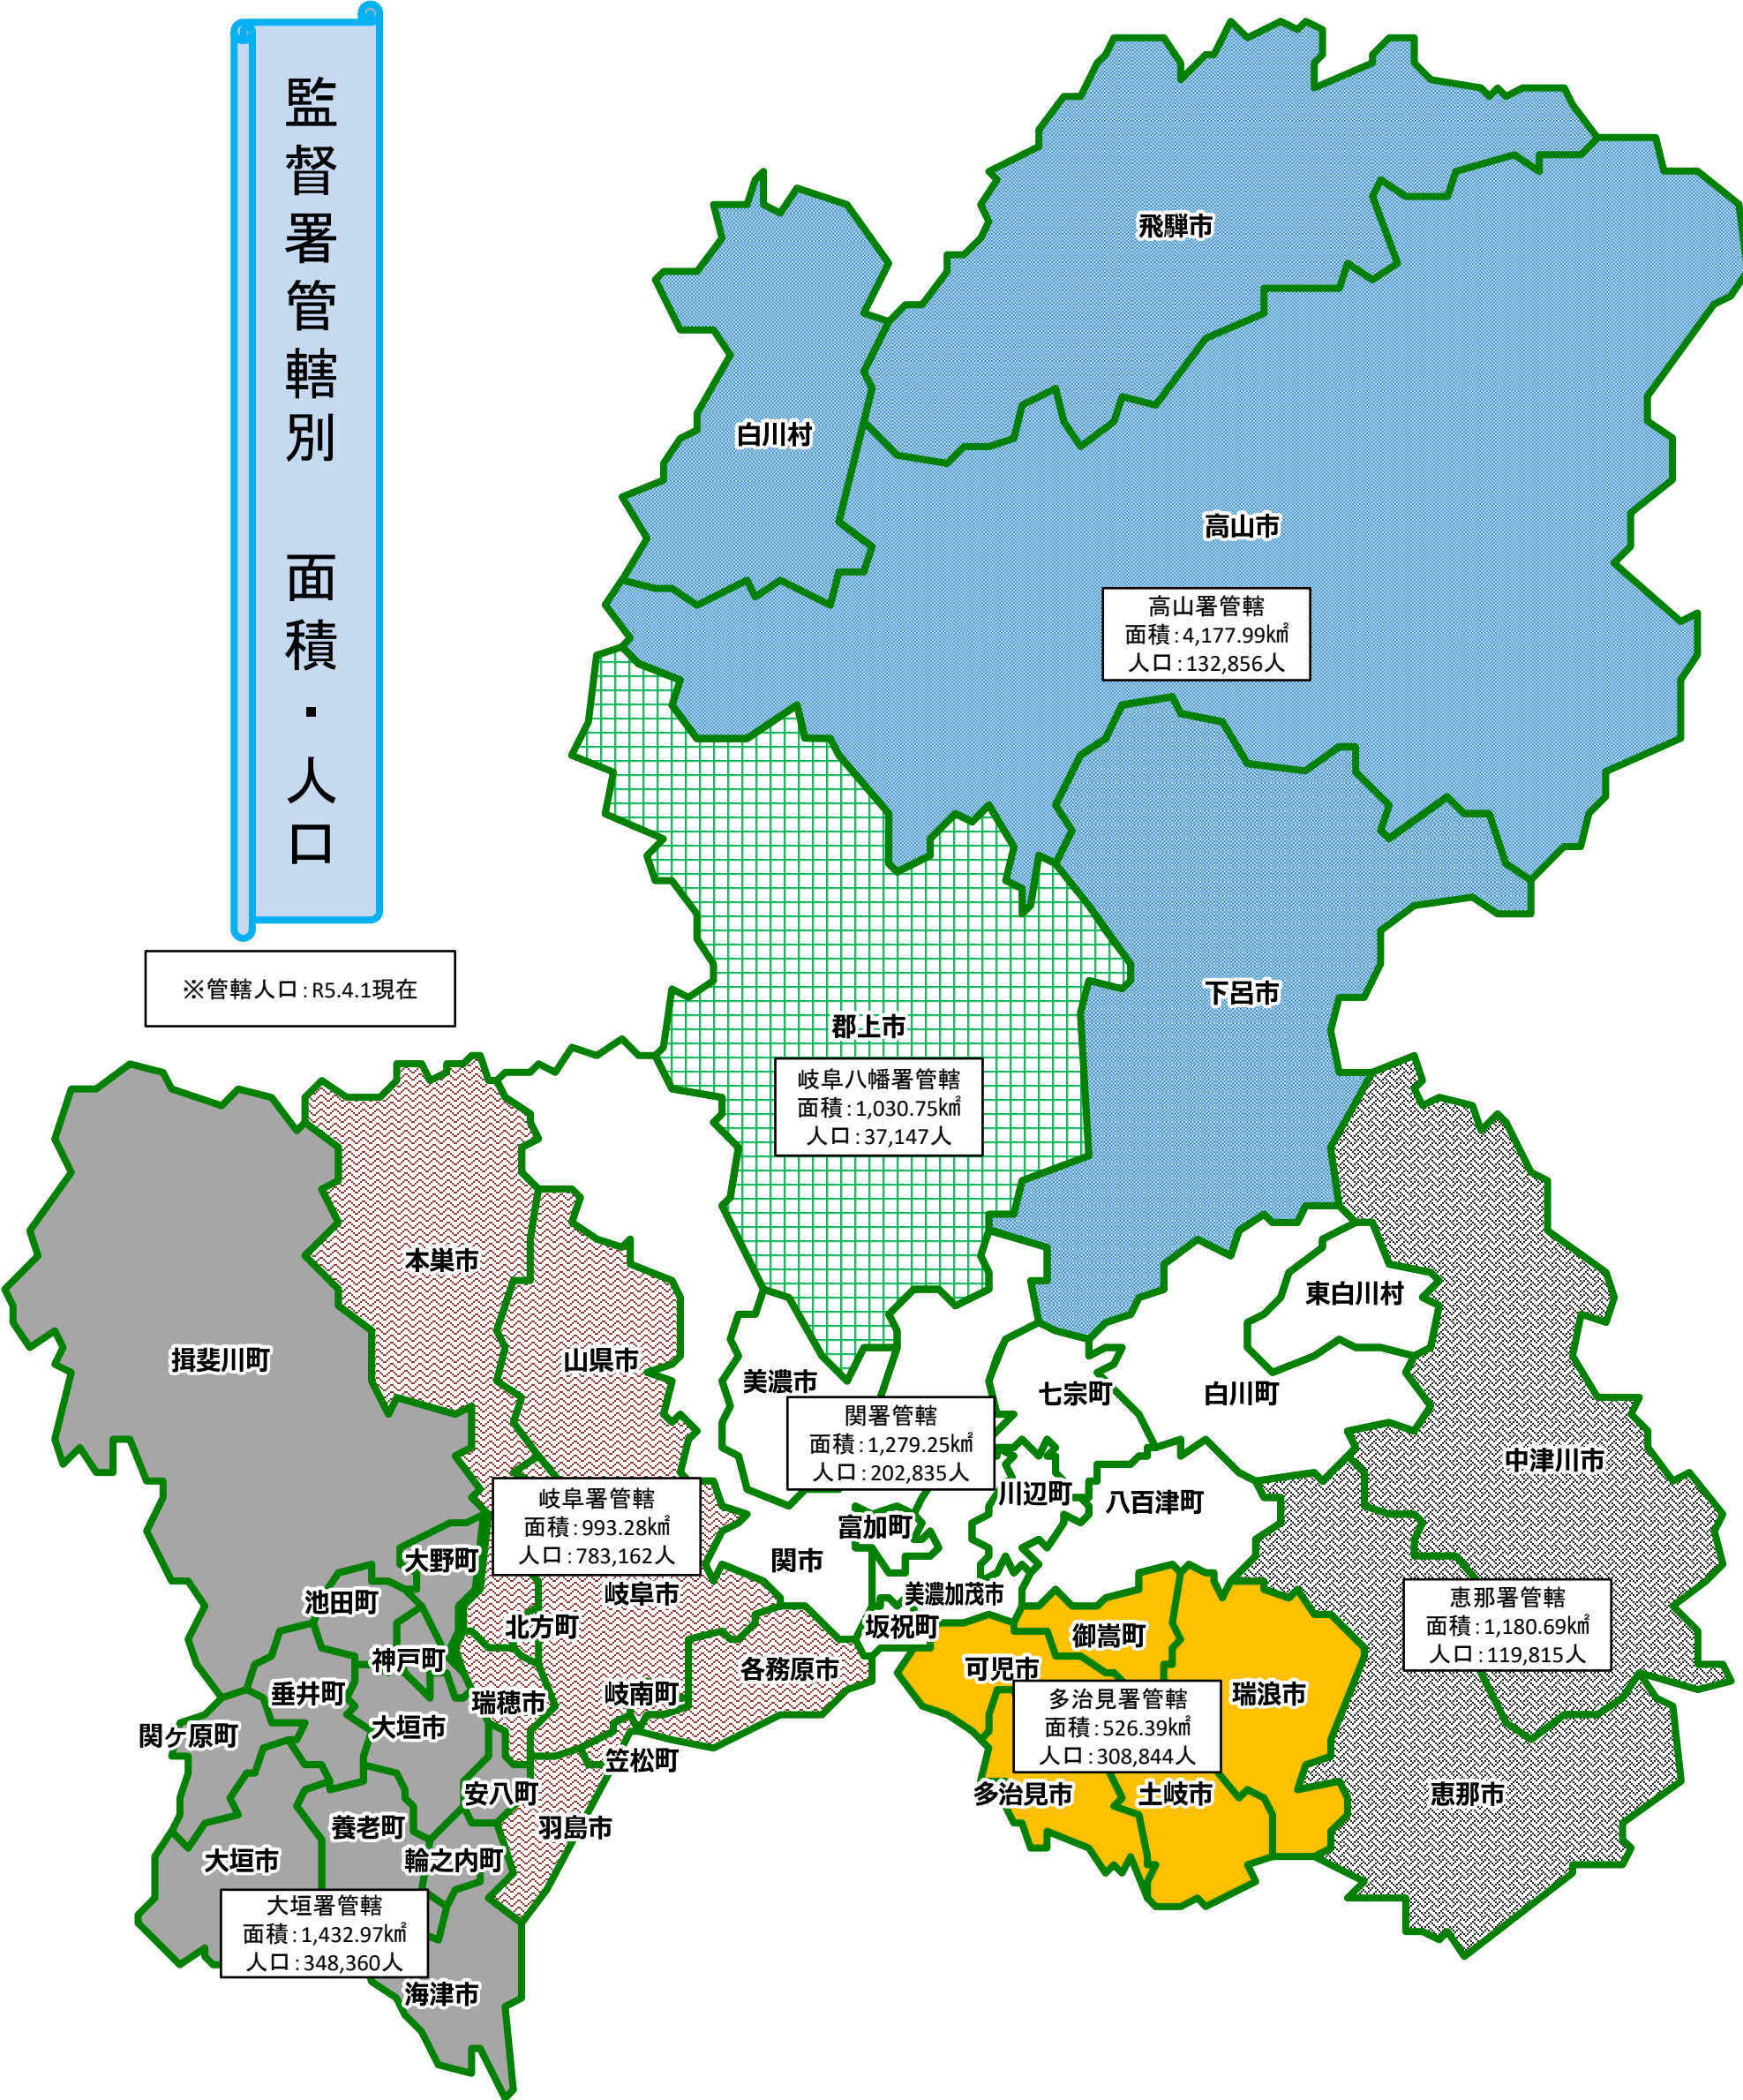 監督署管轄別　面積・人口
※管轄人口：R5.4.1現在
飛騨市
白川村
高山市
高山署管轄
面積：4,177.99㎢
人口：132,856人
下呂市
郡上市
岐阜八幡署管轄
面積：1,030.75㎢
人口：37,147人
本巣市
東白川村
揖斐川町
山県市
美濃市
七宗町
白川町
関署管轄
面積：1,279.25㎢
人口：202,835人
中津川市
川辺町
八百津町
岐阜署管轄
面積：993.28㎢
人口：783,162人
富加町
関市
大野町
池田町
岐阜市
美濃加茂市
恵那署管轄
面積：1,180.69㎢
人口：119,815人
北方町
坂祝町
御嵩町
神戸町
各務原市
可児市
垂井町
瑞穂市
岐南町
瑞浪市
多治見署管轄
面積：526.39㎢
人口：308,844人
関ヶ原町
大垣市
笠松町
安八町
多治見市
土岐市
恵那市
養老町
羽島市
大垣市
輪之内町
大垣署管轄
面積：1,432.97㎢
人口：348,360人
海津市